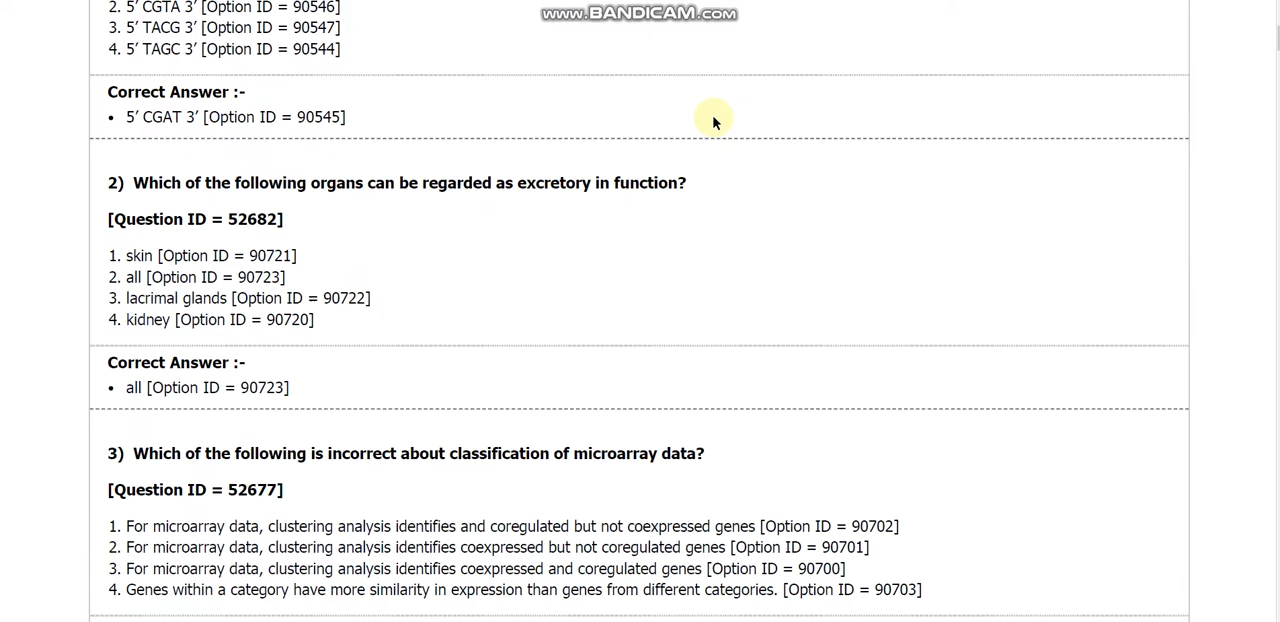 2. 5’ CGTA 3’ [Option ID = 90546]
www.BANDICAM.com
3. 5’ TACG 3’ [Option ID = 90547]
4. 5’ TAGC 3’ [Option ID = 90544]
Correct Answer :-
• 5’ CGAT 3’ [Option ID = 90545]
2) Which of the following organs can be regarded as excretory in function?
[Question ID = 52682]
1. skin [Option ID = 90721]
2. all [Option ID = 90723]
3. lacrimal glands [Option ID = 90722]
4. kidney [Option ID = 90720]
Correct Answer :-
• all [Option ID = 90723]
3) Which of the following is incorrect about classification of microarray data?
[Question ID = 52677]
1. For microarray data, clustering analysis identifies and coregulated but not coexpressed genes [Option ID = 90702]
2. For microarray data, clustering analysis identifies coexpressed but not coregulated genes [Option ID = 90701]
3. For microarray data, clustering analysis identifies coexpressed and coregulated genes [Option ID = 90700]
4. Genes within a category have more similarity in expression than genes from different categories. [Option ID = 90703]